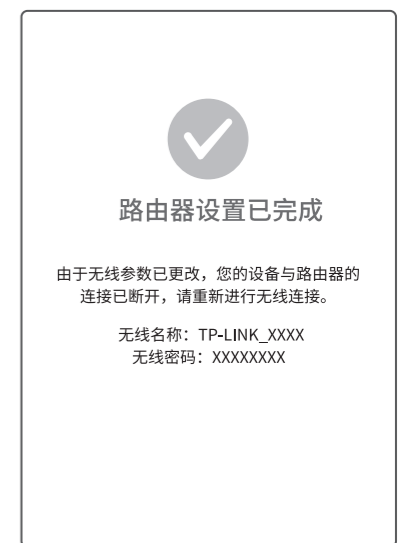 路由器设置已完成
由于无线参数已更改，您的设备与路由器的
连接已断开，请重新进行无线连接。
无线名称：TP-LINK_XXXX
无线密码：XXXXXXXX